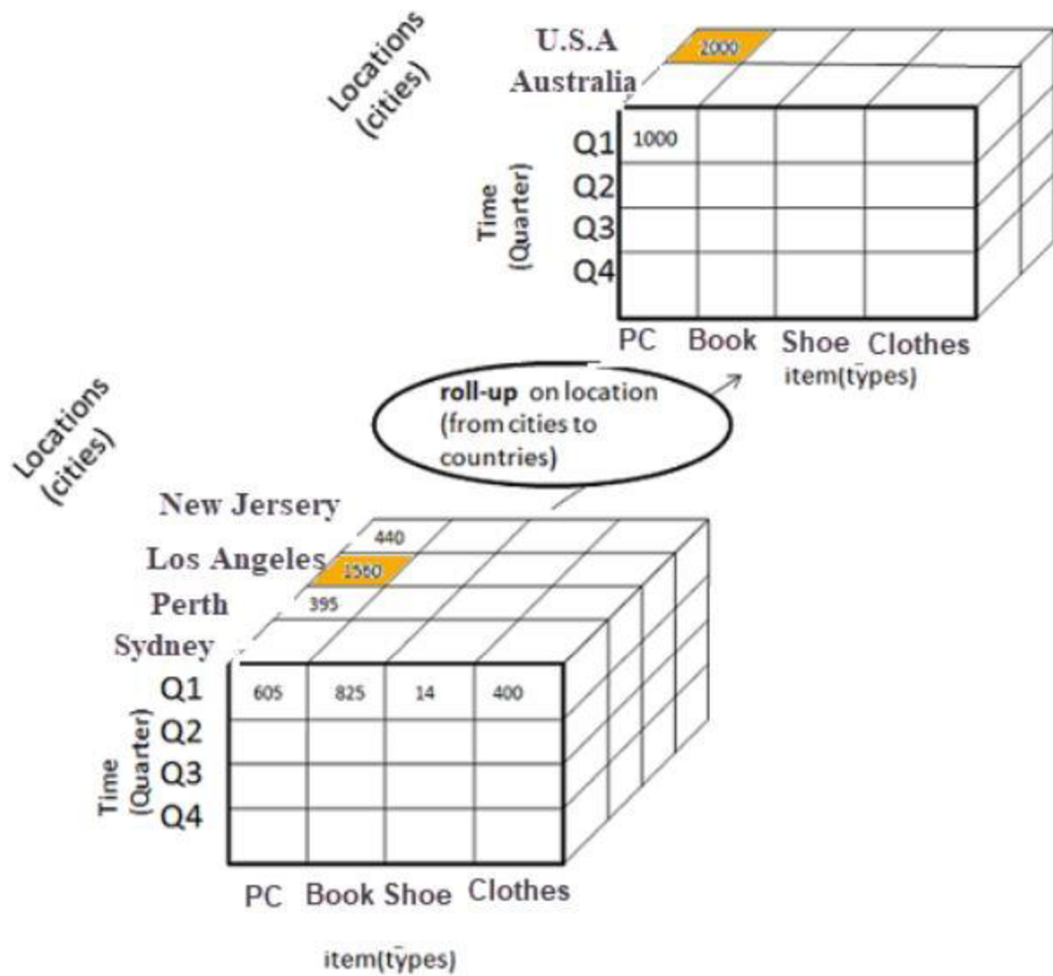 Locations
(cities)
U.S.A
2000
Australia
Q1
1000
Q2
Q3
Q4
Time
(Quarter)
PC Book Shoe Clothes
item(types)
roll-up on location
(from cities to
countries)
Locations
(cities)
New Jersery
440
Los Angeles
1560
Perth
395
Sydney
Q1
605 825 14 400
Q2
Q3
Q4
Time
(Quarter)
PC Book Shoe Clothes
item(types)